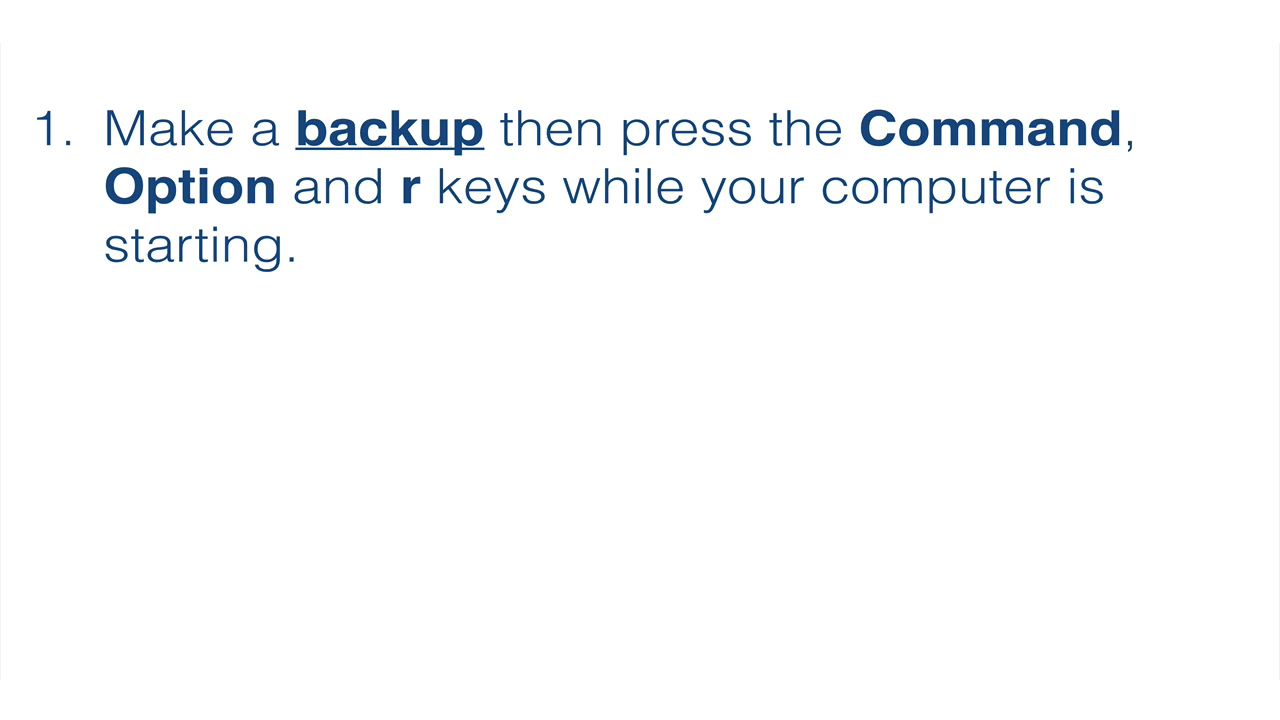 1. Make a backup then press the Command,
Option and r keys while your computer is
starting.